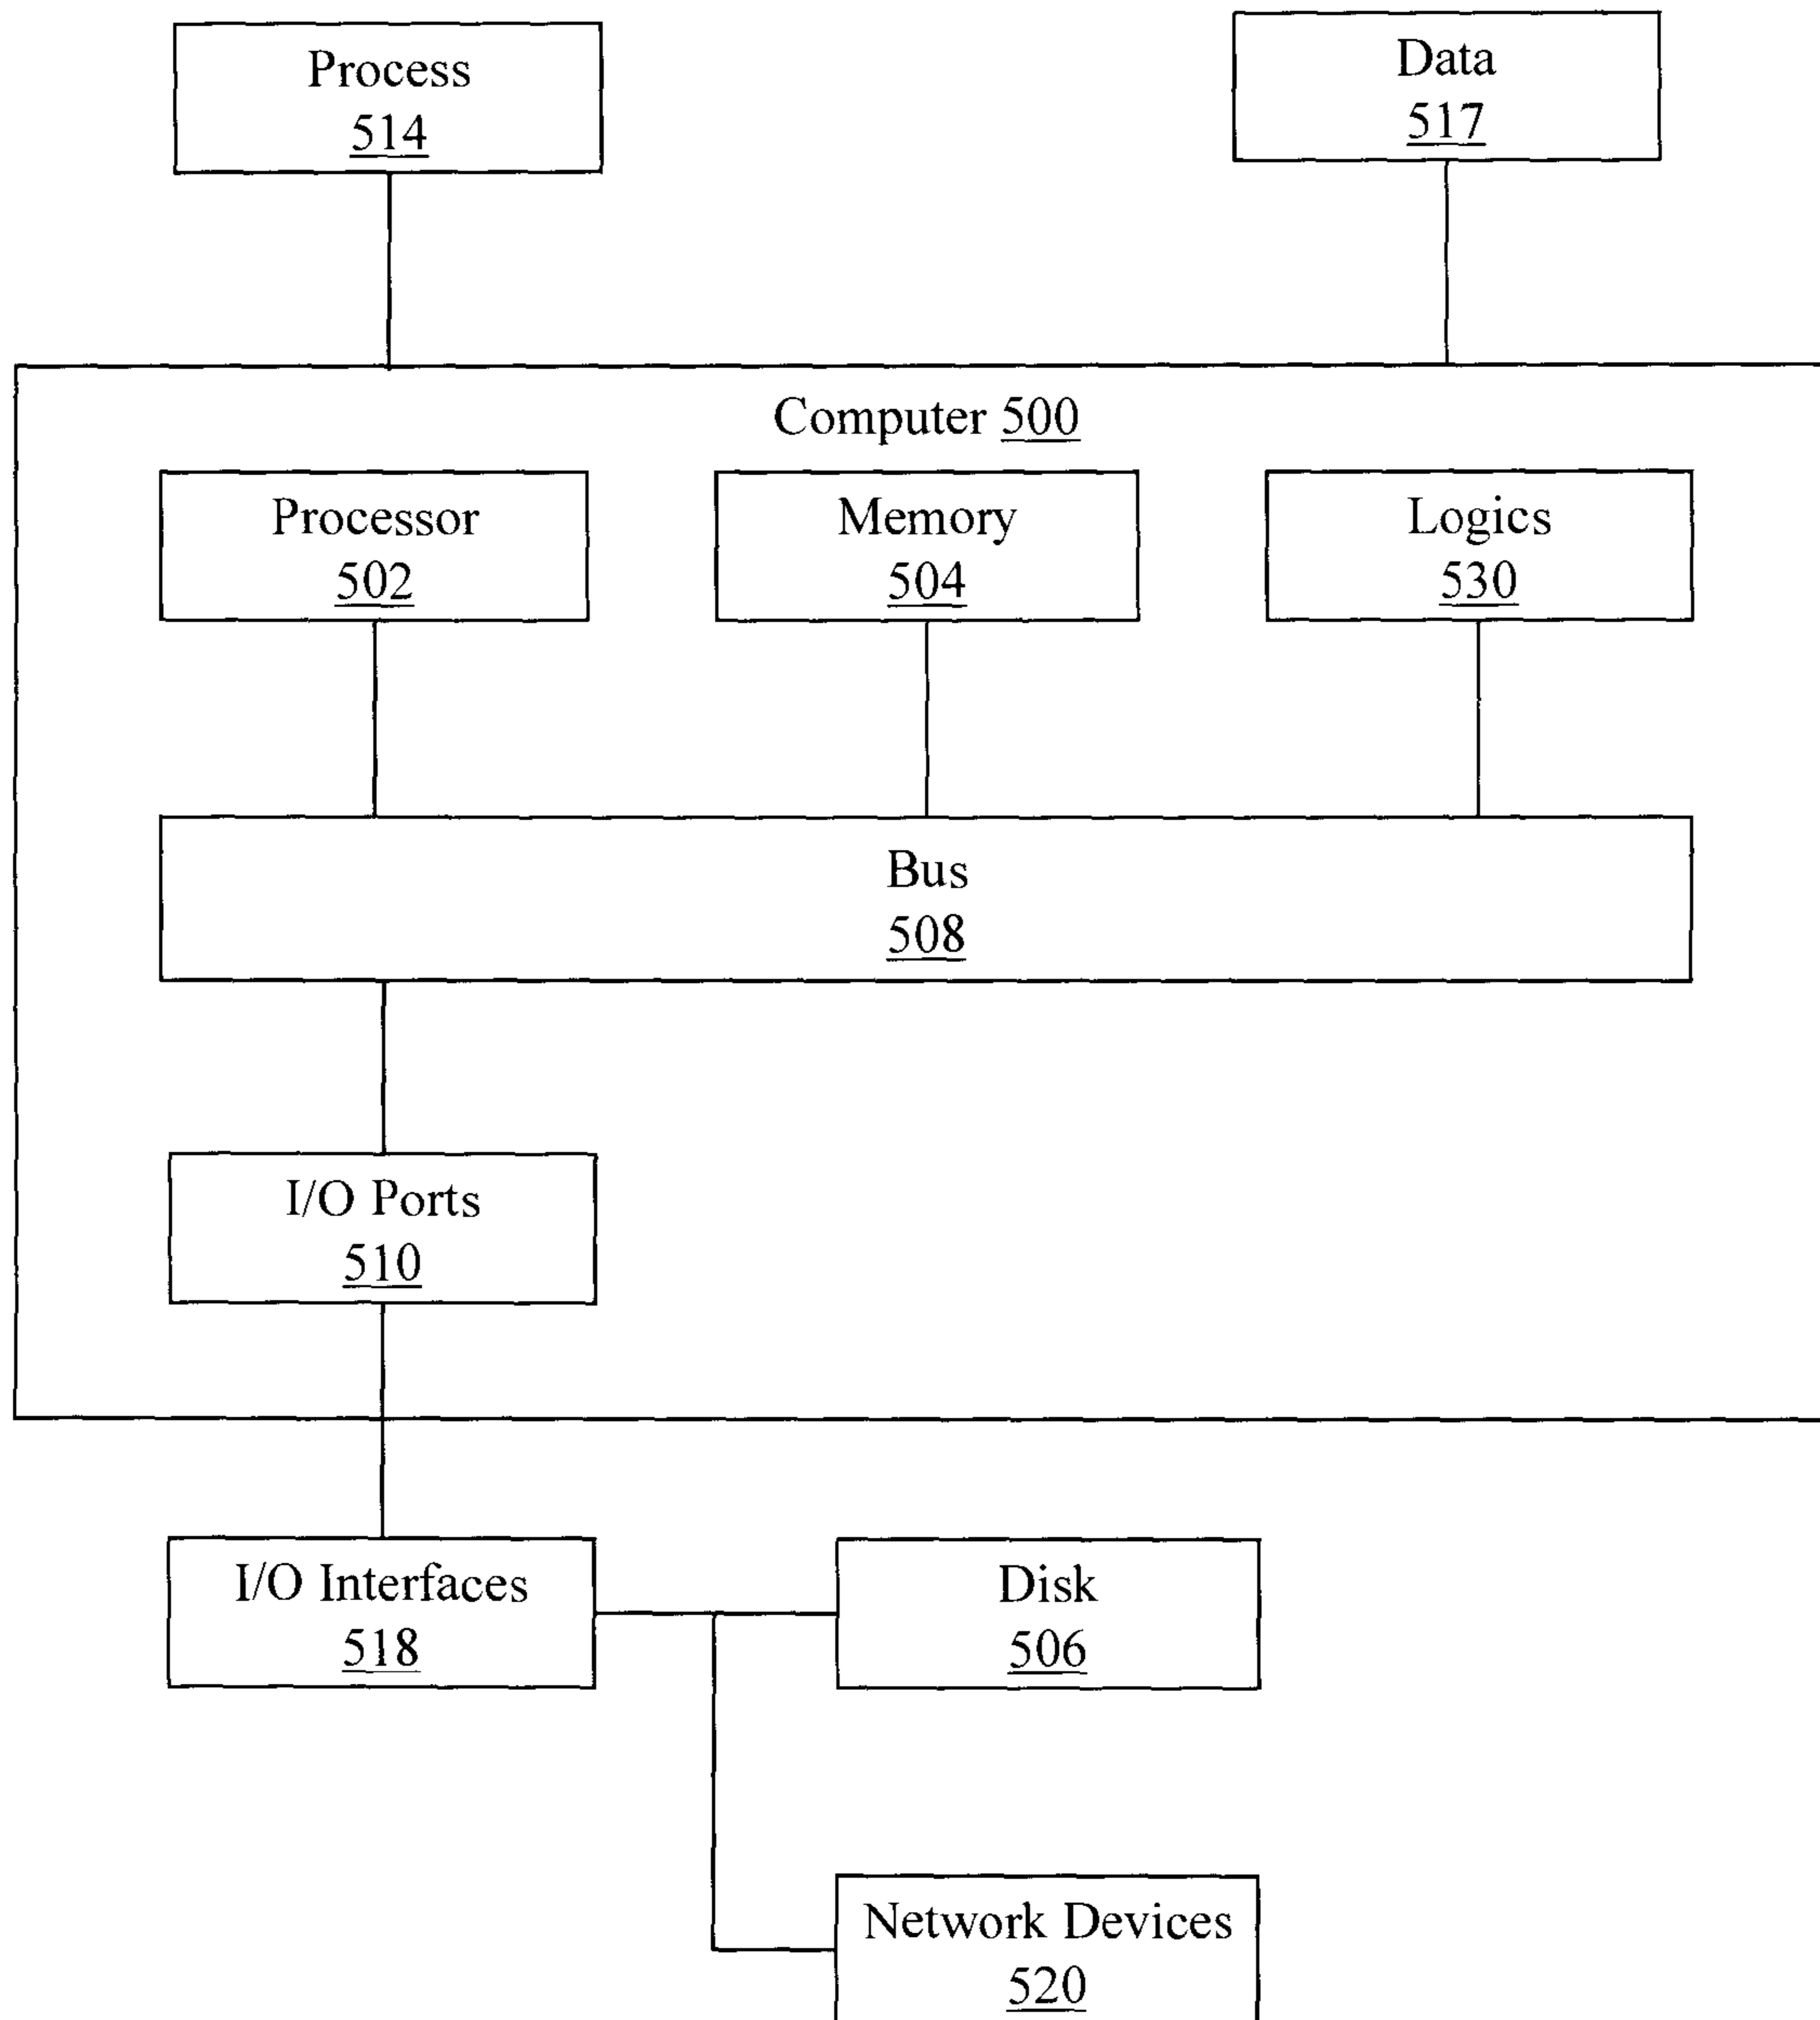 Process
514
Data
517
Computer 500
Processor
502
Memory
504
Logics
530
Bus
508
I/O Ports
510
I/O Interfaces
518
Disk
506
Network Devices
520